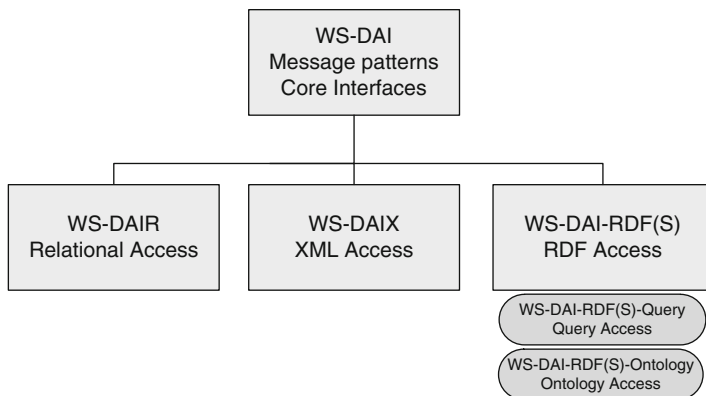 WS-DAI
Message patterns
Core Interfaces
WS-DAIR
Relational Access
WS-DAIX
XML Access
WS-DAI-RDF(S)
RDF Access
WS-DAI-RDF(S)-Query
Query Access
WS-DAI-RDF(S)-Ontology
Ontology Access